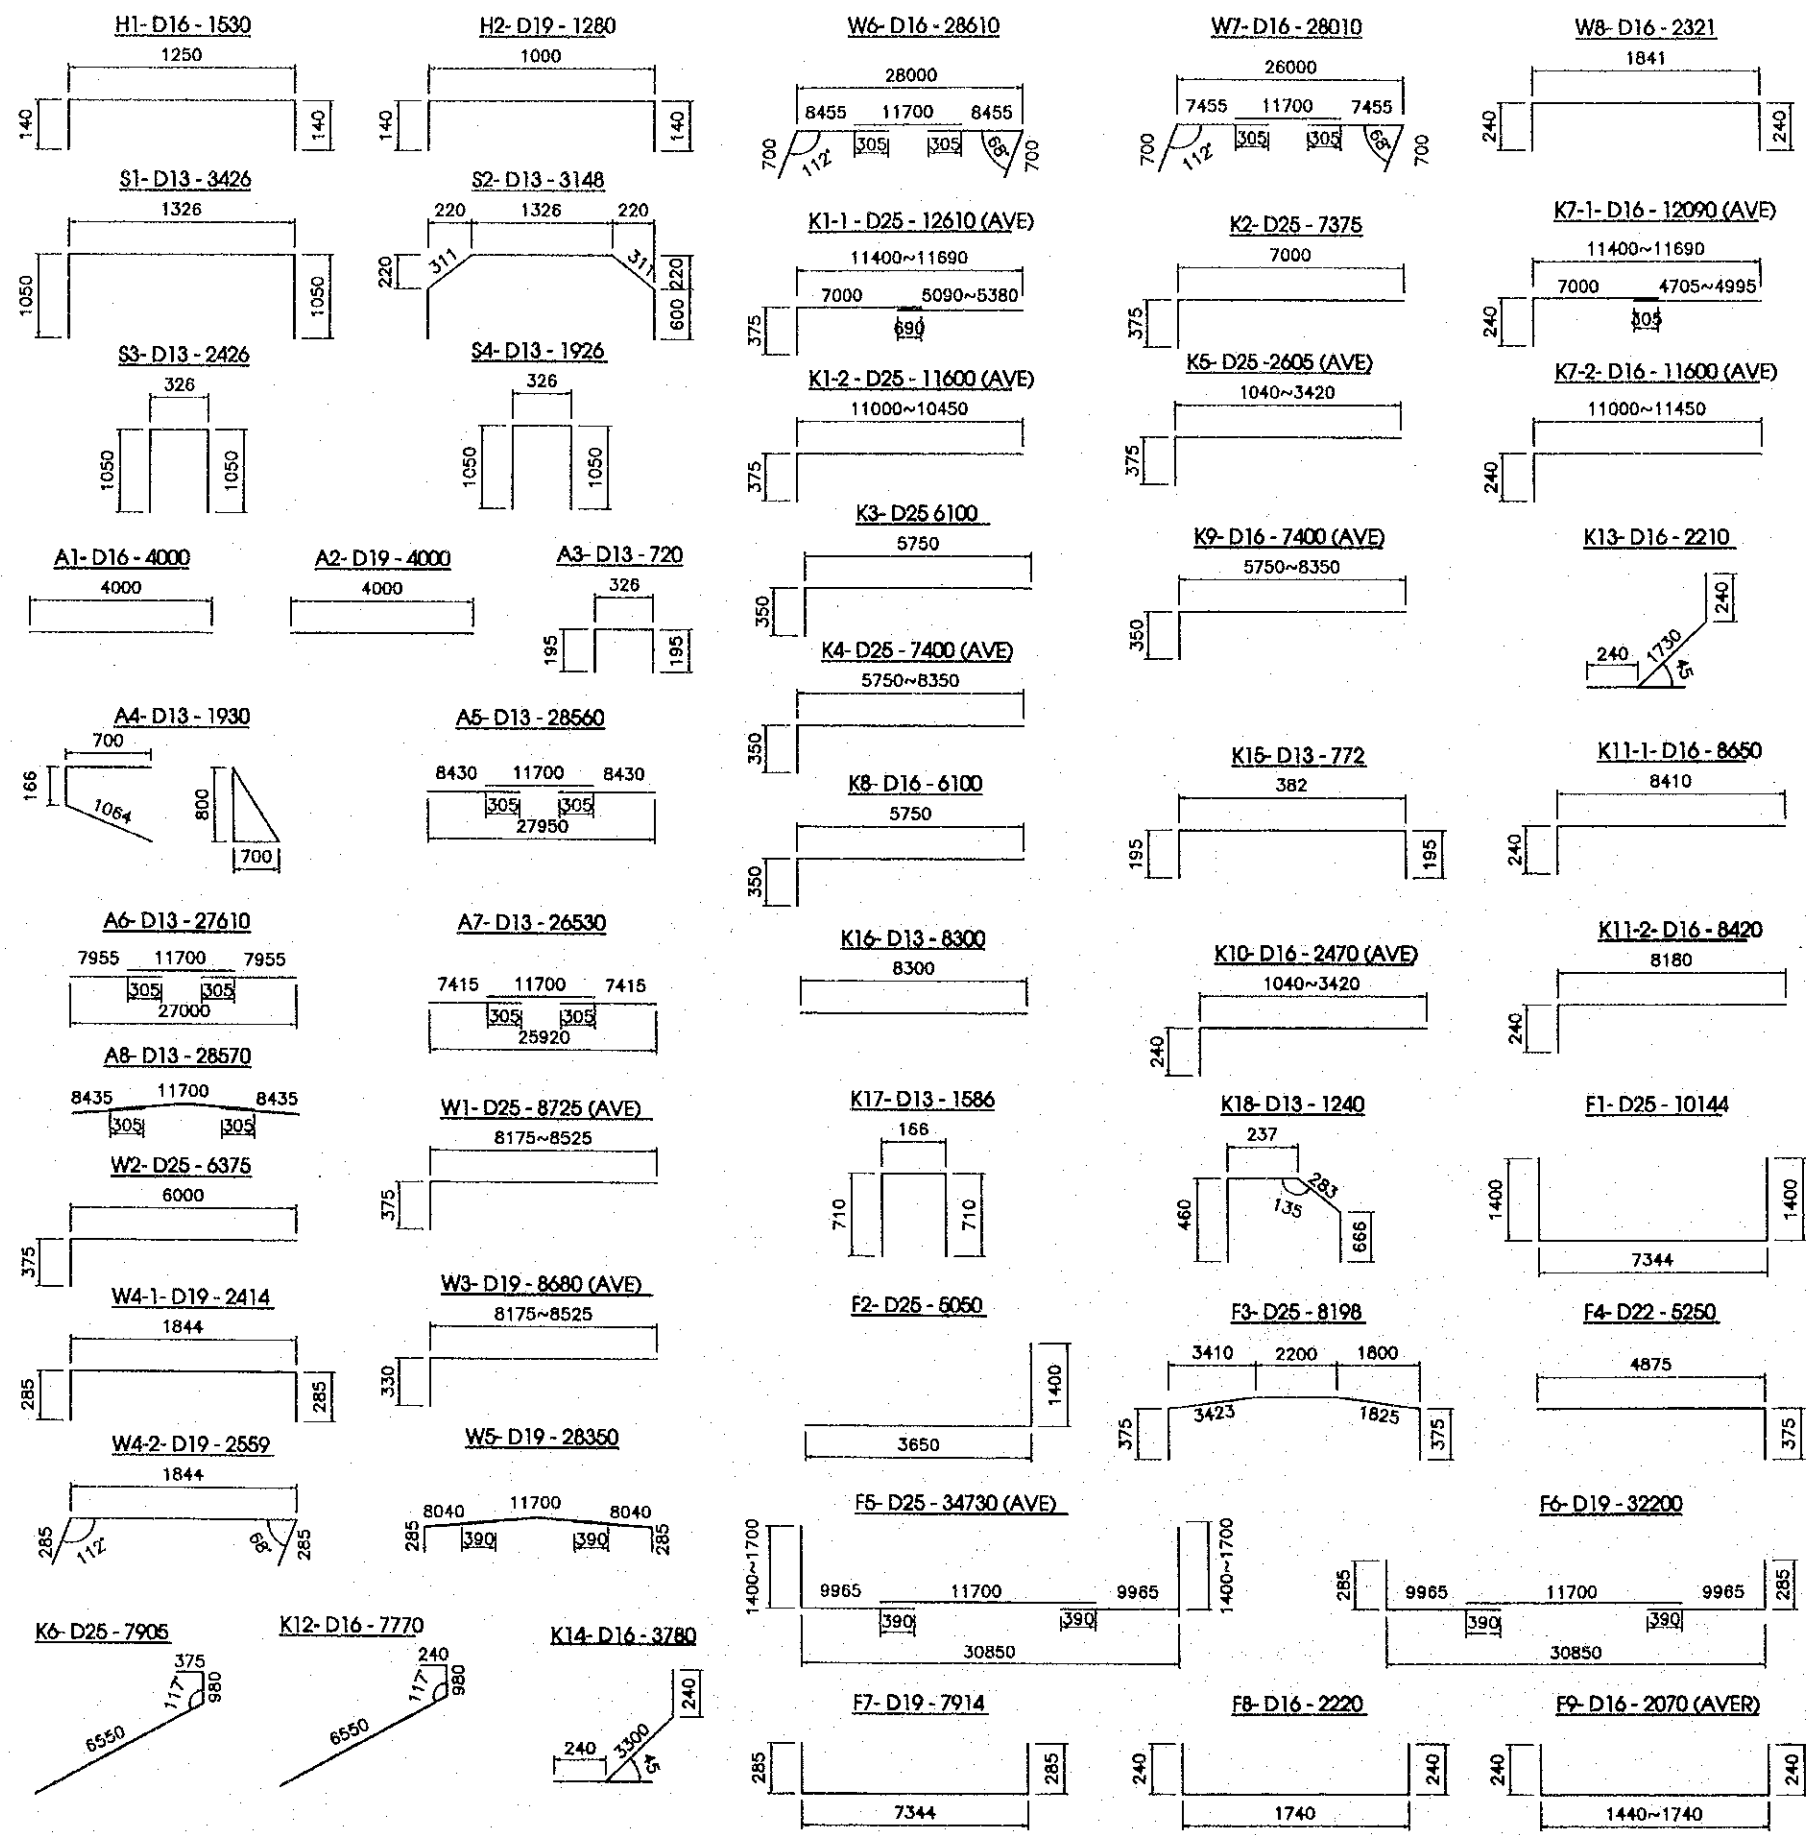 H1- D16 - 1530
1250
140
140
H2- D19 - 1280
1000
140
140
W6- D16 - 28610
28000
8455 11700 8455
305 305
700
112°
68°
700
W7- D16 - 28010
26000
7455 11700 7455
305 305
700
112°
68°
700
W8- D16 - 2321
1841
240
240
S1- D13 - 3426
1326
1050
1050
S2- D13 - 3148
220 1326 220
311
311
220
220
600
K1-1 - D25 - 12610 (AVE)
11400~11690
7000 5090~5380
690
375
K2- D25 - 7375
7000
375
K7-1- D16 - 12090 (AVE)
11400~11690
7000 4705~4995
305
240
S3- D13 - 2426
326
1050
1050
S4- D13 - 1926
326
1050
1050
K1-2 - D25 - 11600 (AVE)
11000~10450
375
K5- D25 -2605 (AVE)
1040~3420
375
K7-2- D16 - 11600 (AVE)
11000~11450
240
A1- D16 - 4000
4000
A2- D19 - 4000
4000
A3- D13 - 720
326
195
195
K3- D25 6100
5750
350
K9- D16 - 7400 (AVE)
5750~8350
350
K13- D16 - 2210
240
1730
240
45
K4- D25 - 7400 (AVE)
5750~8350
350
A4- D13 - 1930
700
166
1064
800
700
A5- D13 - 28560
8430 11700 8430
305 305
27950
K8- D16 - 6100
5750
350
K15- D13 - 772
382
195
195
K11-1- D16 - 8650
8410
240
A6- D13 - 27610
7955 11700 7955
305 305
27000
A7- D13 - 26530
7415 11700 7415
305 305
25920
K16- D13 - 8300
8300
K10- D16 - 2470 (AVE)
1040~3420
240
K11-2- D16 - 8420
8180
240
A8- D13 - 28570
8435 11700 8435
305 305
W1- D25 - 8725 (AVE)
8175~8525
375
K17- D13 - 1586
166
710
710
K18- D13 - 1240
237
283
135
460
666
F1- D25 - 10144
1400
1400
7344
W2- D25 - 6375
6000
375
W3- D19 - 8680 (AVE)
8175~8525
330
F2- D25 - 5050
1400
3650
F3- D25 - 8198
3410 2200 1800
3423
1825
375
375
F4- D22 - 5250
4875
375
W4-1- D19 - 2414
1844
285
285
W4-2- D19 - 2559
1844
285
112°
68°
285
W5- D19 - 28350
8040 11700 8040
285
390 390
285
F5- D25 - 34730 (AVE)
1400~1700
1400~1700
9965 11700 9965
390 390
30850
F6- D19 - 32200
285
285
9965 11700 9965
390 390
30850
K6- D25 - 7905
375
117°
980
6550
K12- D16 - 7770
240
117°
980
6550
K14- D16 - 3780
240
3300
240
45
F7- D19 - 7914
285
285
7344
F8- D16 - 2220
240
240
1740
F9- D16 - 2070 (AVER)
240
240
1440~1740